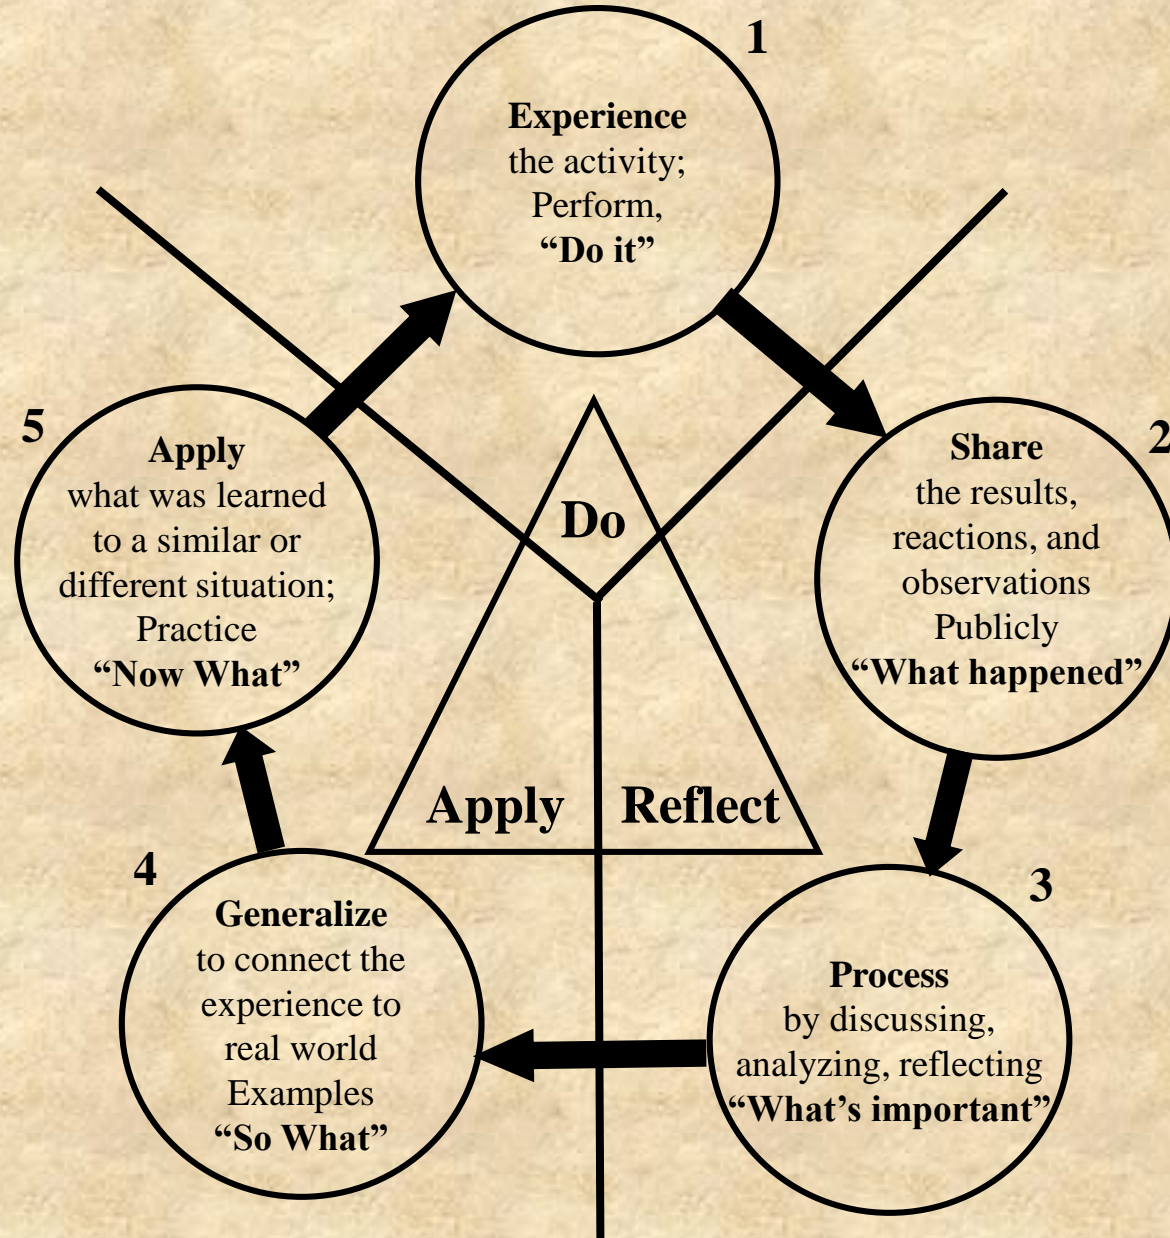 1
Experience
the activity;
Perform,
“Do it”
2
Share
the results,
reactions, and
observations
Publicly
“What happened”
3
Process
by discussing,
analyzing, reflecting
“What’s important”
4
Generalize
to connect the
experience to
real world
Examples
“So What”
5
Apply
what was learned
to a similar or
different situation;
Practice
“Now What”
Do
Apply
Reflect